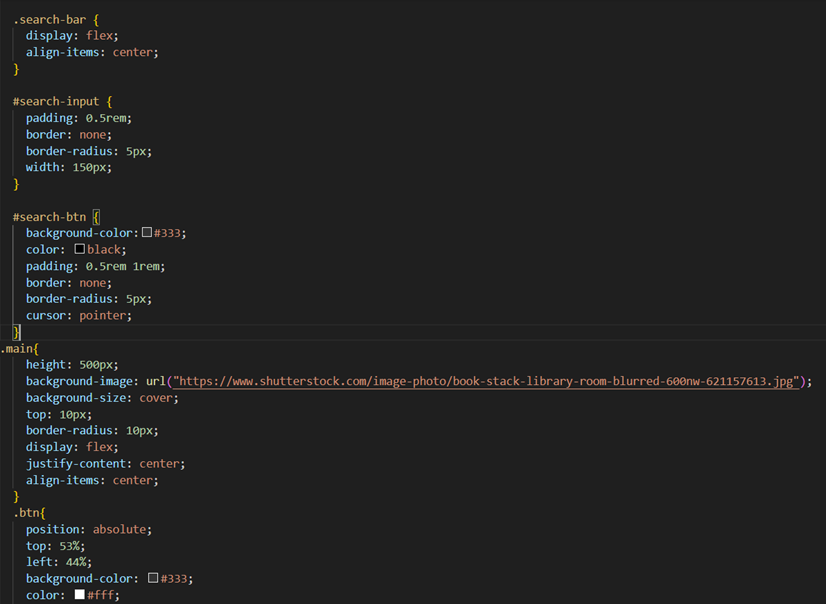 .search-bar {
display: flex;
align-items: center;
}
#search-input {
padding: 0.5rem;
border: none;
border-radius: 5px;
width: 150px;
}
#search-btn {
background-color: #333;
color: black;
padding: 0.5rem 1rem;
border: none;
border-radius: 5px;
cursor: pointer;
}
.main{
height: 500px;
background-image: url("https://www.shutterstock.com/image-photo/book-stack-library-room-blurred-600nw-621157613.jpg");
background-size: cover;
top: 10px;
border-radius: 10px;
display: flex;
justify-content: center;
align-items: center;
}
.btn{
position: absolute;
top: 53%;
left: 44%;
background-color: #333;
color: #fff;